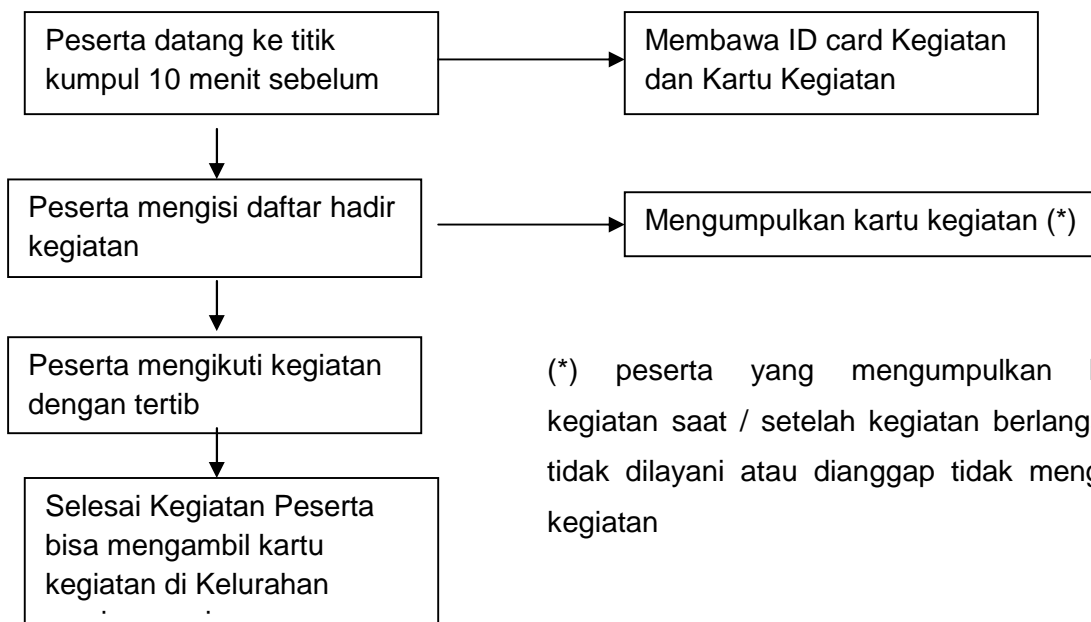 Peserta datang ke titik
kumpul 10 menit sebelum
Membawa ID card Kegiatan
dan Kartu Kegiatan
Peserta mengisi daftar hadir
kegiatan
Mengumpulkan kartu kegiatan (*)
Peserta mengikuti kegiatan
dengan tertib
(*) peserta yang mengumpulkan
kegiatan saat / setelah kegiatan
tidak dilayani atau dianggap tidak
kegiatan
Selesai Kegiatan Peserta
bisa mengambil kartu
kegiatan di Kelurahan